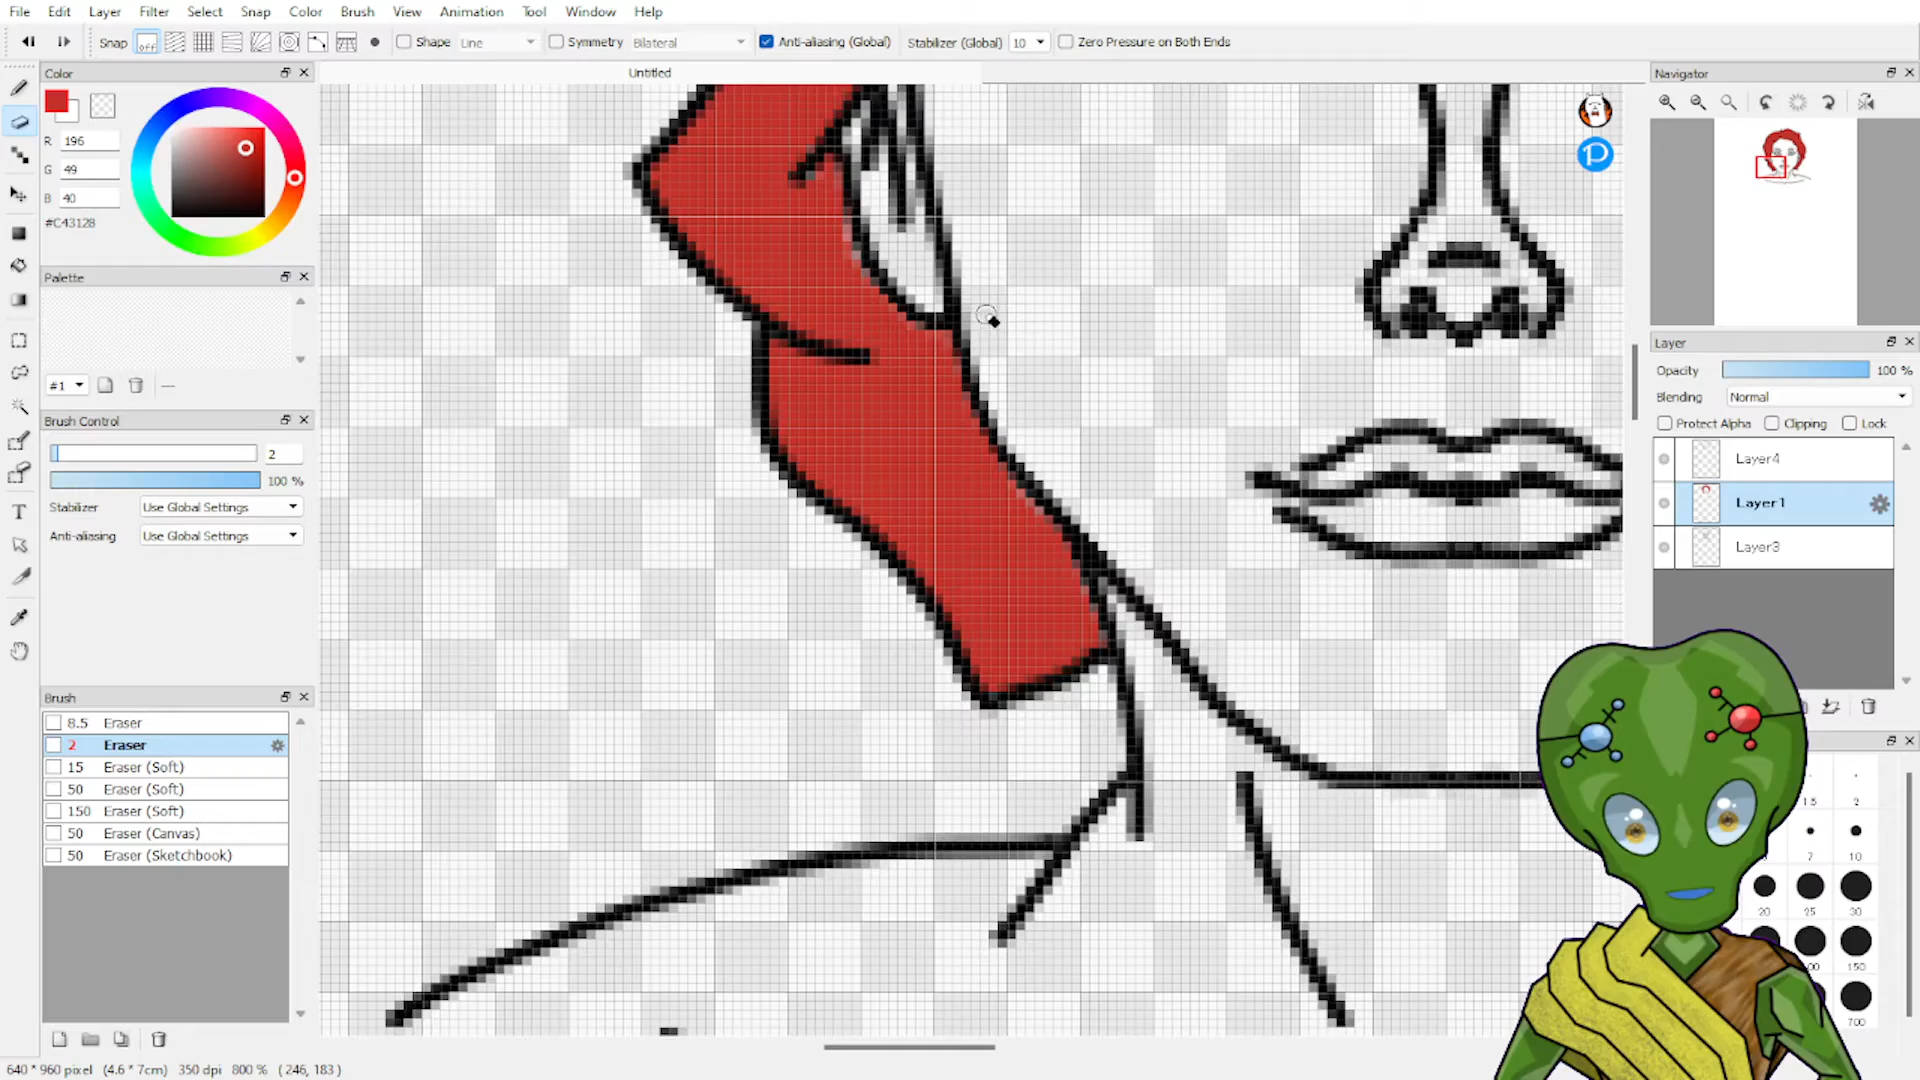 File Edit Layer Filter Select Snap Color Brush View Animation Tool Window Help
Snap off Shape Line Symmetry Bilateral Anti-aliasing (Global) Stabilizer (Global) 10 Zero Pressure on Both Ends
Color
Untitled
Navigator
R 196
G 49
B 40
#C43128
Palette
#1
Brush Control
2
100 %
Stabilizer Use Global Settings
Anti-aliasing Use Global Settings
Brush
8.5 Eraser
2 Eraser
15 Eraser (Soft)
50 Eraser (Soft)
150 Eraser (Soft)
50 Eraser (Canvas)
50 Eraser (Sketchbook)
Layer
Opacity 100 %
Blending Normal
Protect Alpha Clipping Lock
Layer4
Layer1
Layer3
1.5 2
7 10
20 25 30
150
700
640 * 960 pixel (4.6 * 7cm) 350 dpi 800 % ( 246, 183 )